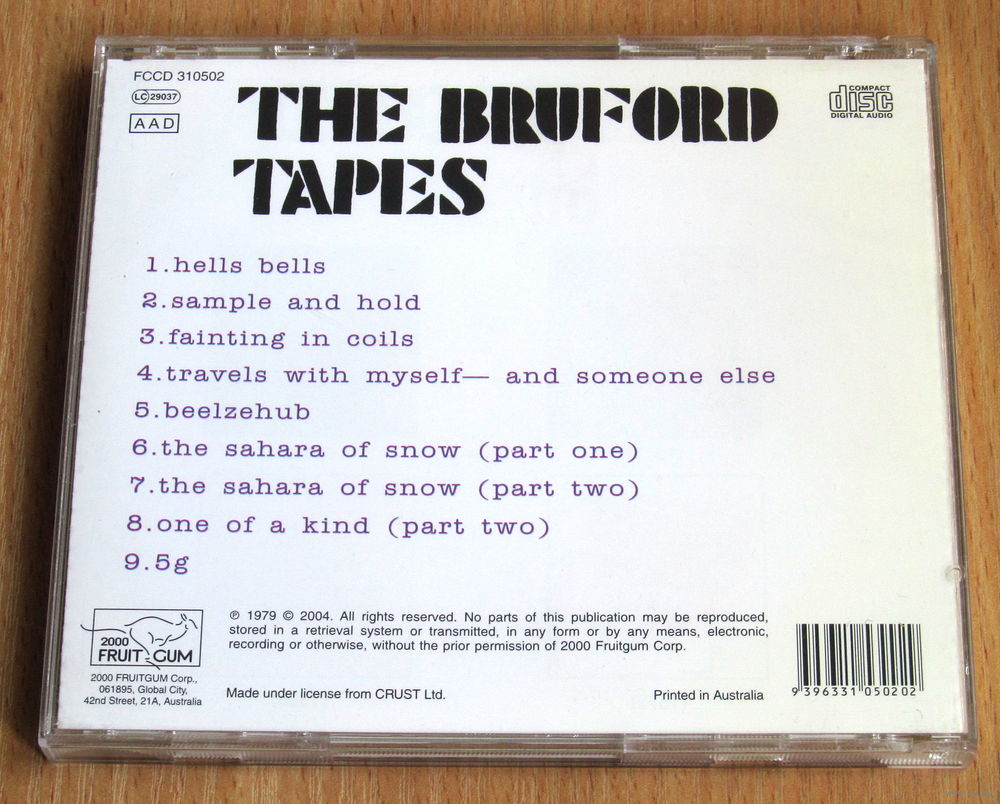 FCCD 310502
LC 29037
AAD
THE BRUFORD
TAPES
COMPACT
disc
DIGITAL AUDIO
1.hells bells
2.sample and hold
3.fainting in coils
4.travels with myself— and someone else
5.beelzehub
6.the sahara of snow (part one)
7.the sahara of snow (part two)
8.one of a kind (part two)
9.5g
2000
FRUIT GUM
2000 FRUITGUM Corp.,
061895, Global City,
42nd Street, 21A, Australia
℗ 1979 © 2004. All rights reserved. No parts of this publication may be reproduced,
stored in a retrieval system or transmitted, in any form or by any means, electronic,
recording or otherwise, without the prior permission of 2000 Fruitgum Corp.
Made under license from CRUST Ltd.
Printed in Australia
9 396331 050202